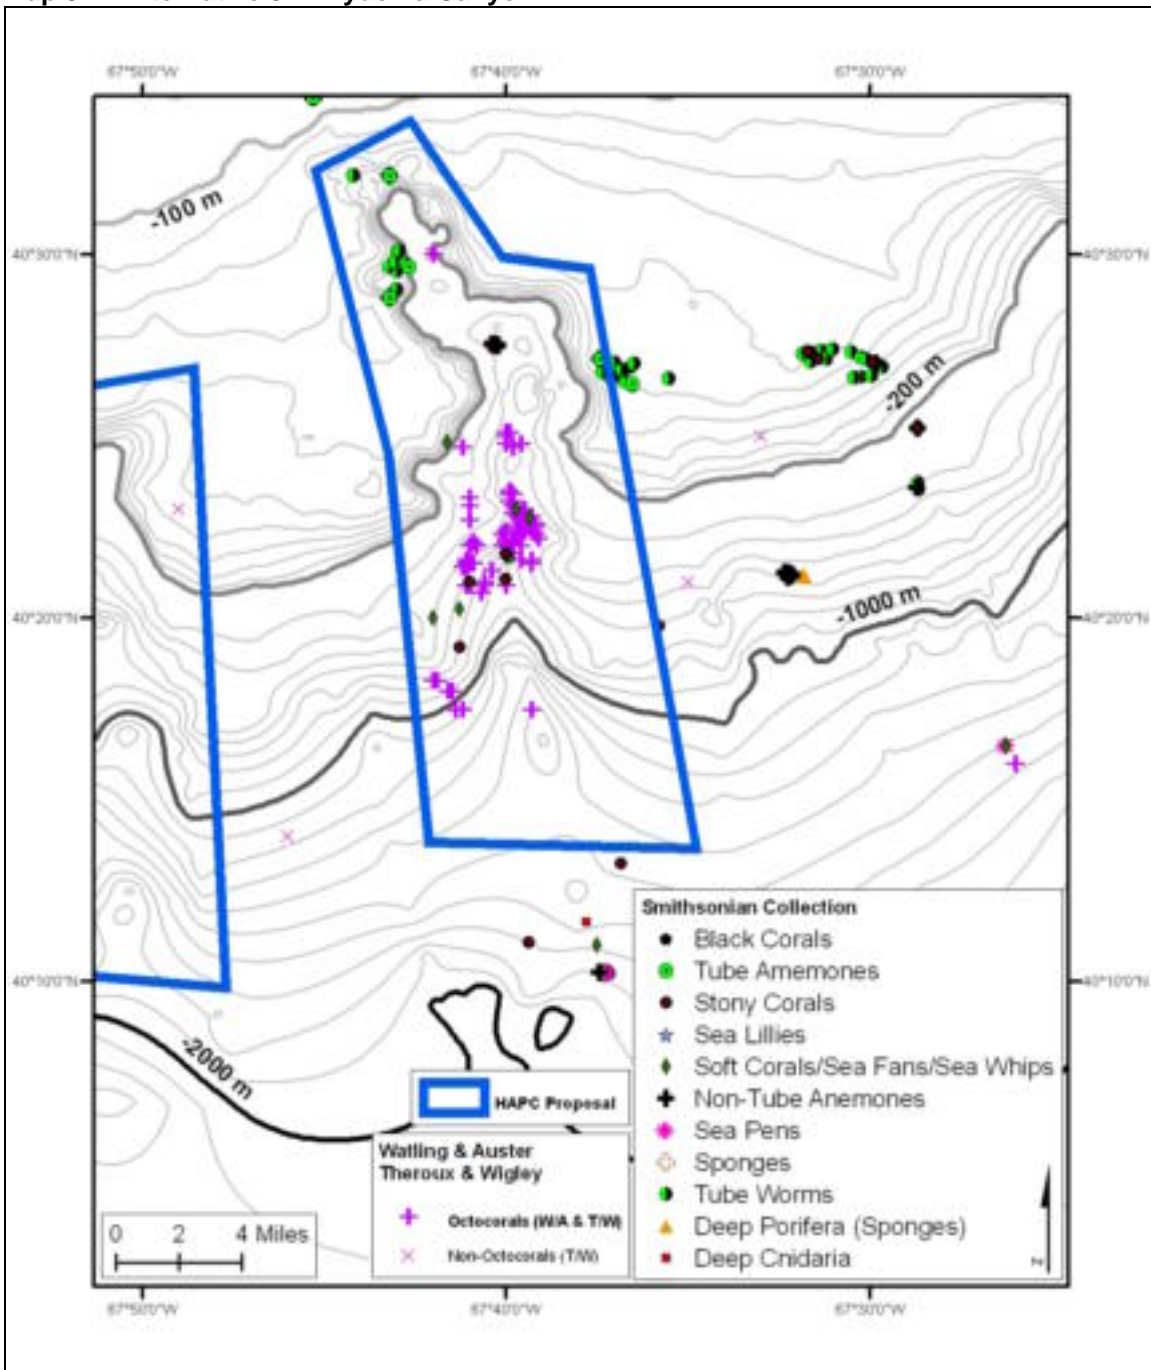 67°50'0"W 67°40'0"W 67°30'0"W
-100 m
40°30'0"N 40°30'0"N
-200 m
-1000 m
40°20'0"N 40°20'0"N
40°10'0"N 40°10'0"N
-2000 m
Smithsonian Collection
Black Corals
Tube Amemones
Stony Corals
Sea Lillies
Soft Corals/Sea Fans/Sea Whips
Non-Tube Anemones
Sea Pens
Sponges
Tube Worms
Deep Porifera (Sponges)
Deep Cnidaria
HAPC Proposal
Watling & Auster
Theroux & Wigley
Octocorals (W/A & T/W)
Non-Octocorals (T/W)
0 2 4 Miles
N
67°50'0"W 67°40'0"W 67°30'0"W